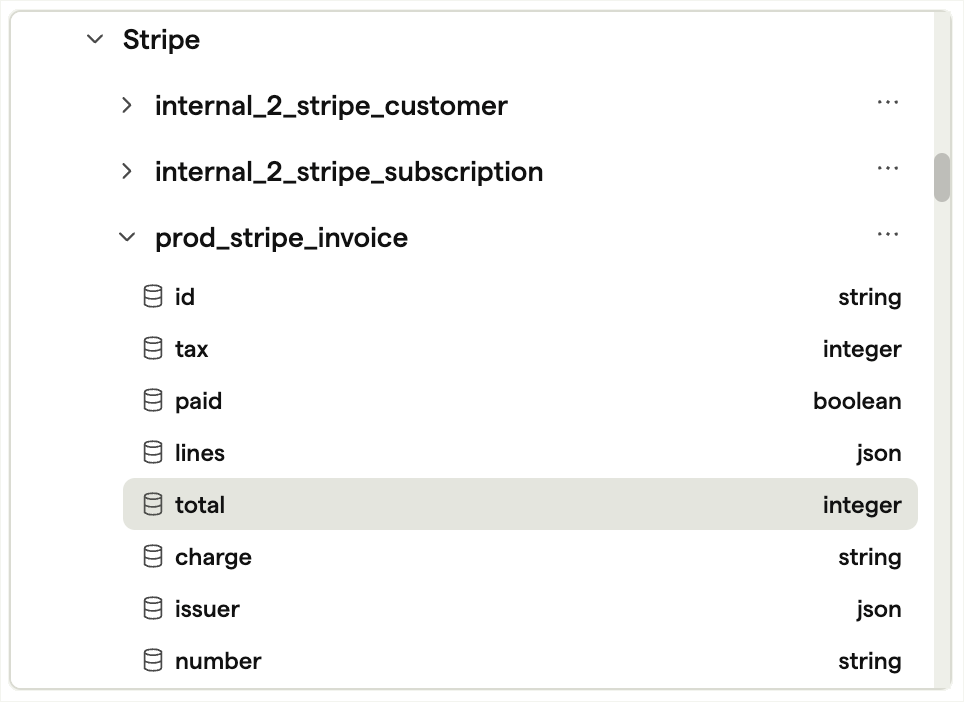 Stripe
internal_2_stripe_customer ...
internal_2_stripe_subscription ...
prod_stripe_invoice ...
id string
tax integer
paid boolean
lines json
total integer
charge string
issuer json
number string